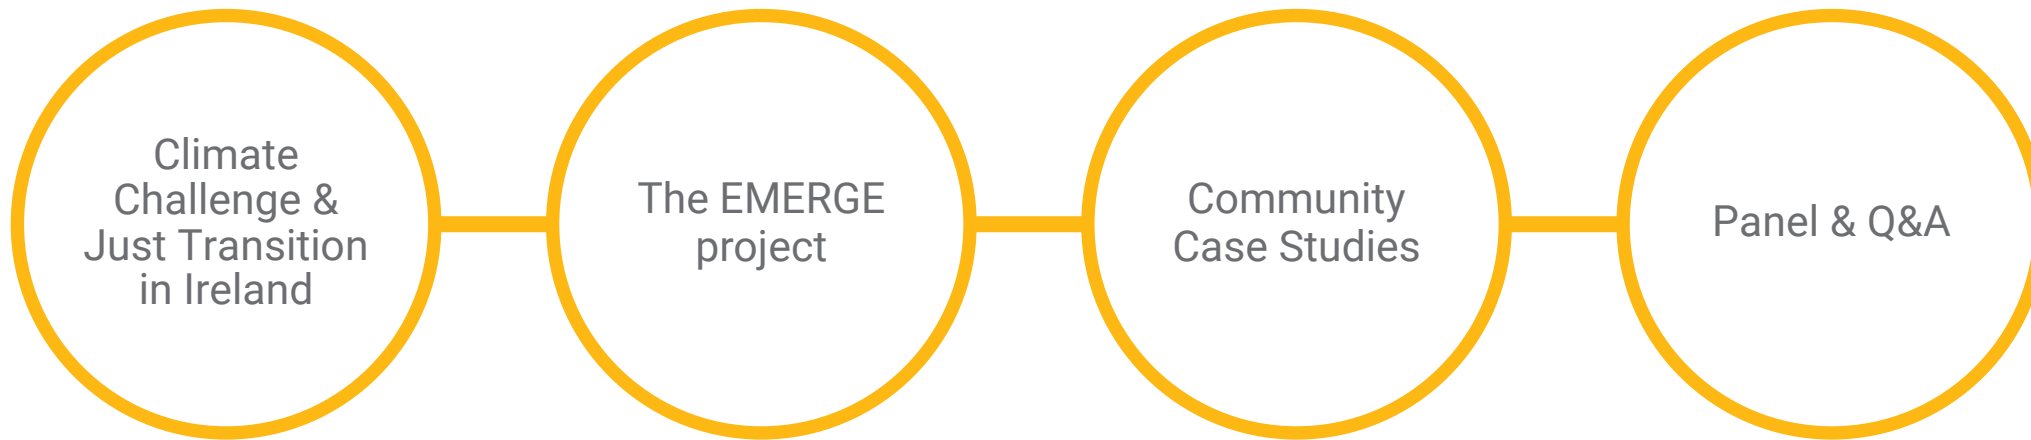 Climate
Challenge &
Just Transition
in Ireland
The EMERGE
project
Community
Case Studies
Panel & Q&A